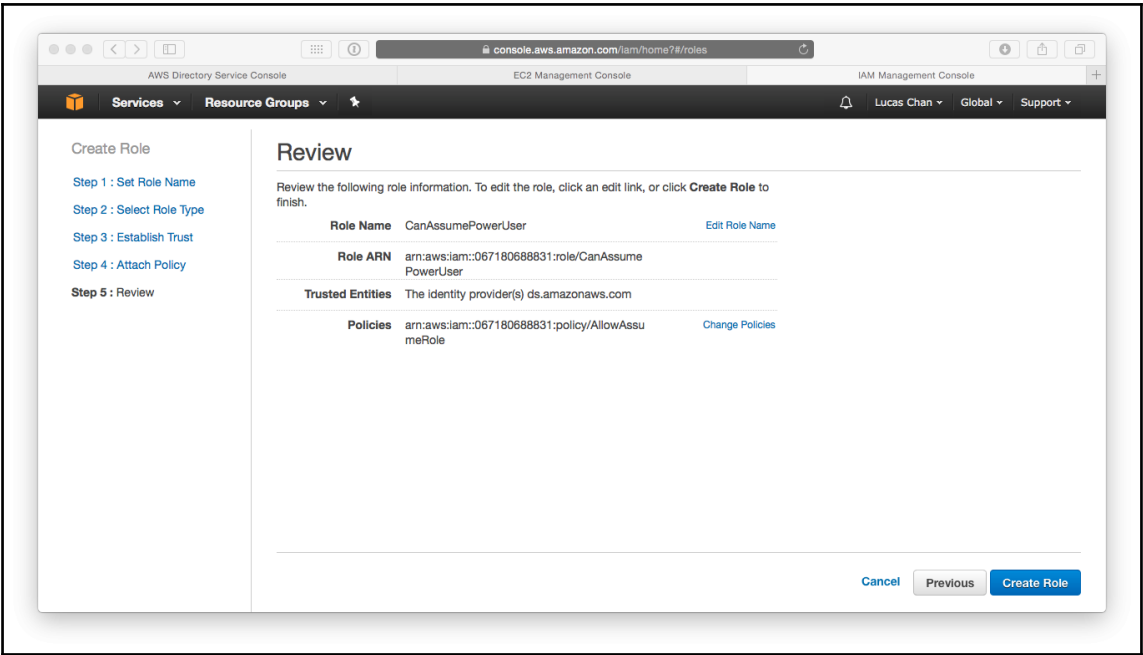 console.aws.amazon.com/iam/home?#/roles
AWS Directory Service Console
EC2 Management Console
IAM Management Console
Services
Resource Groups
Lucas Chan
Global
Support
Create Role
Step 1 : Set Role Name
Step 2 : Select Role Type
Step 3 : Establish Trust
Step 4 : Attach Policy
Step 5 : Review
Review
Review the following role information. To edit the role, click an edit link, or click Create Role to
finish.
Role Name CanAssumePowerUser Edit Role Name
Role ARN arn:aws:iam::067180688831:role/CanAssume
PowerUser
Trusted Entities The identity provider(s) ds.amazonaws.com
Policies arn:aws:iam::067180688831:policy/AllowAssu Change Policies
meRole
Cancel Previous Create Role